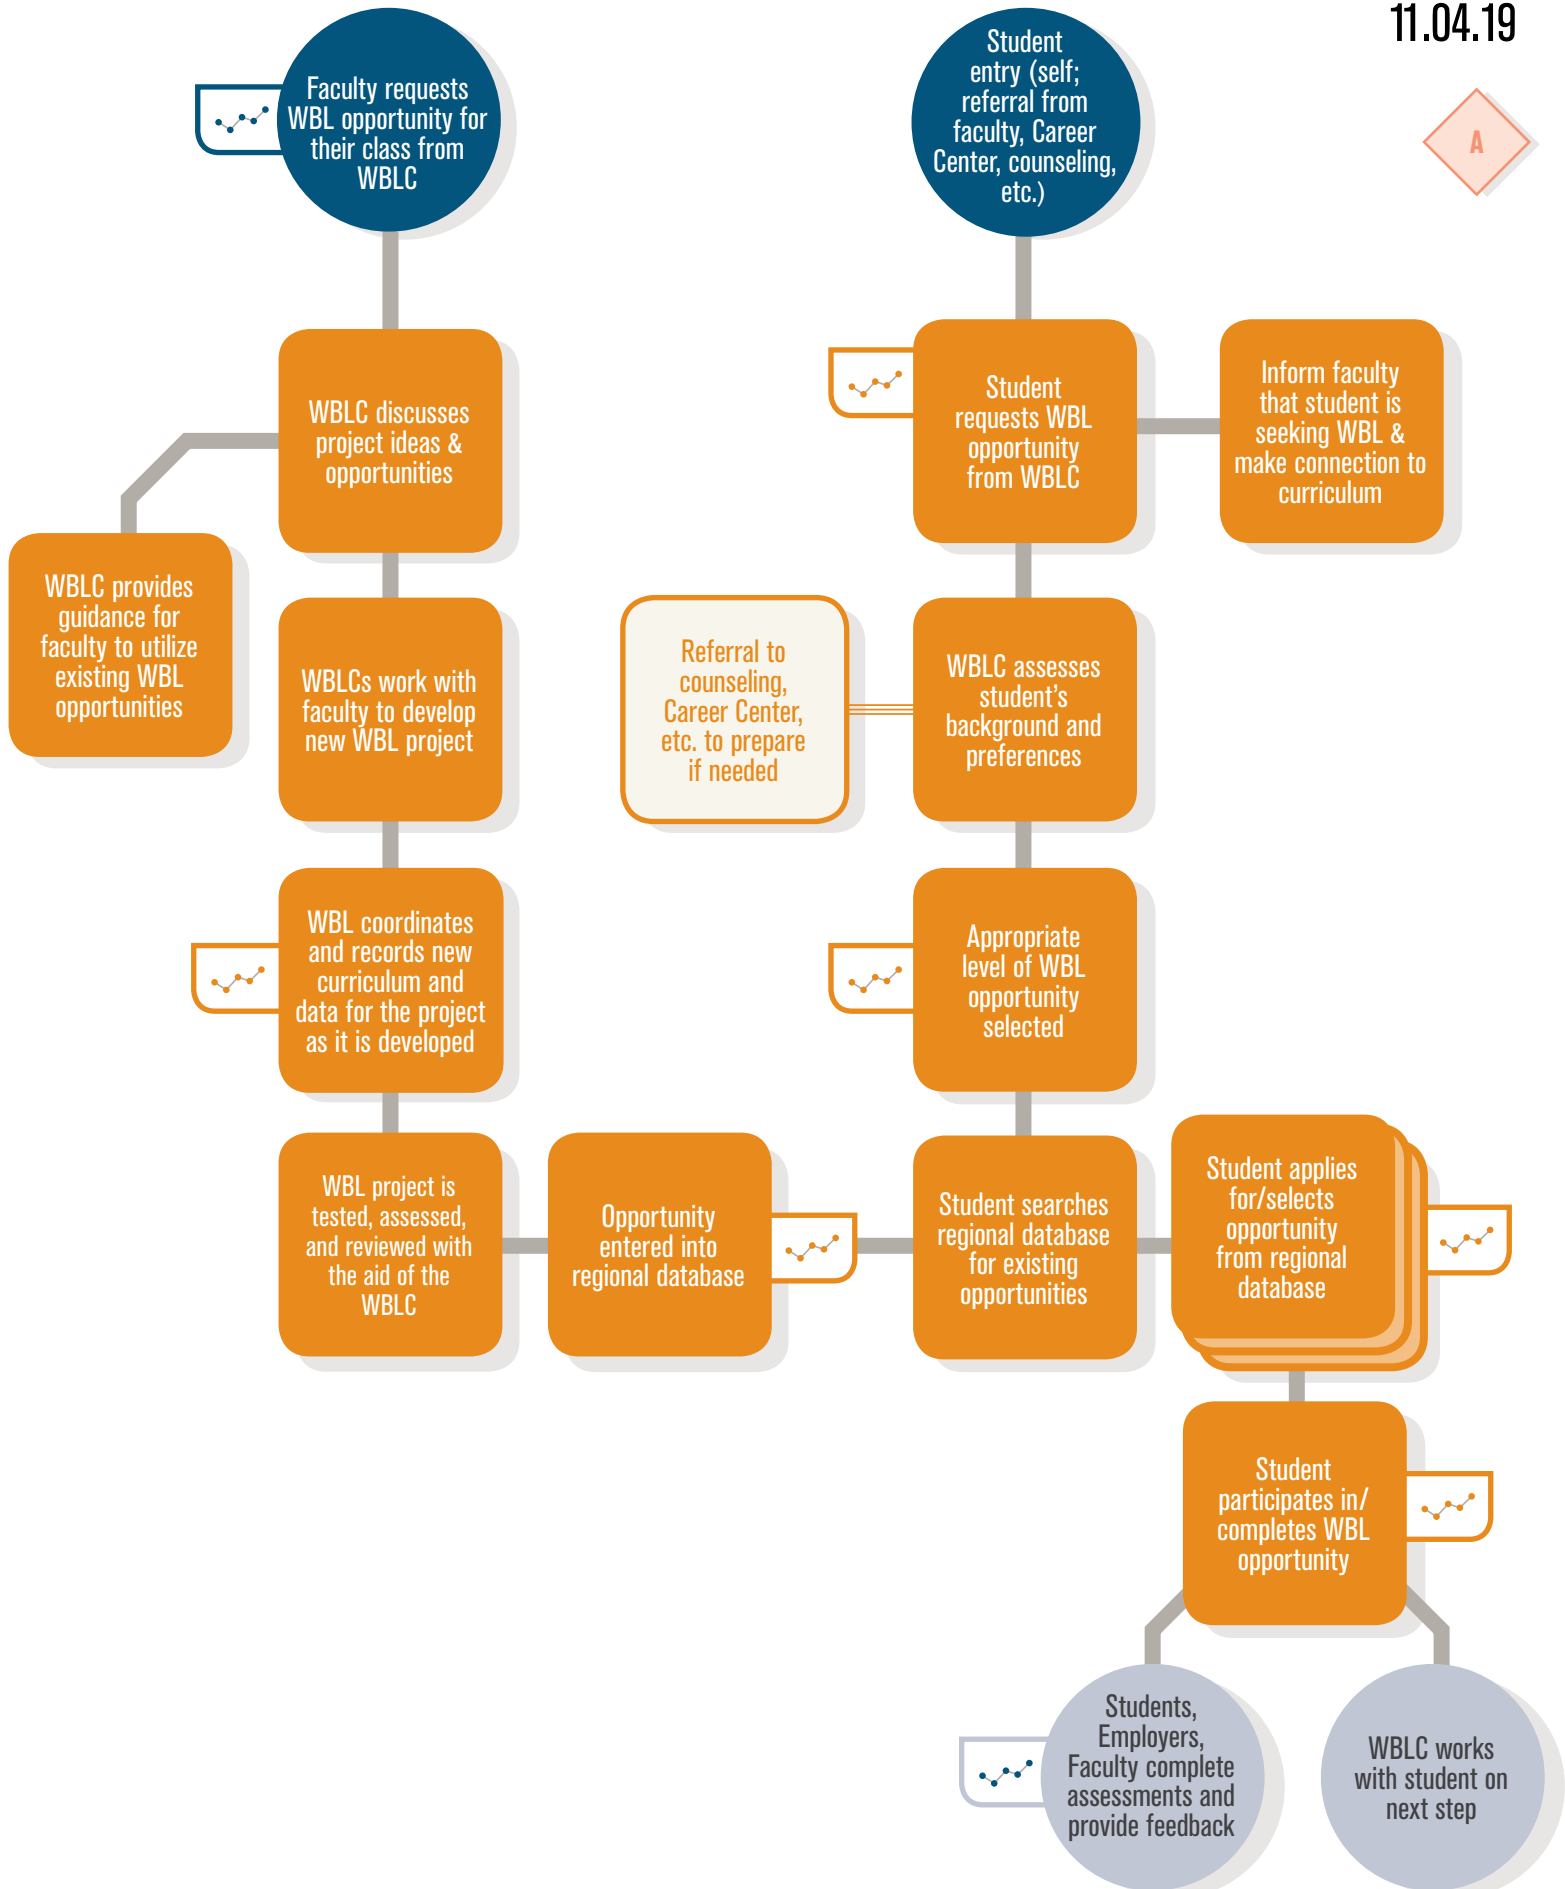 11.04.19
A
Faculty requests
WBL opportunity for
their class from
WBLC
Student
entry (self;
referral from
faculty, Career
Center, counseling,
etc.)
WBLC discusses
project ideas &
opportunities
Student
requests WBL
opportunity
from WBLC
Inform faculty
that student is
seeking WBL &
make connection to
curriculum
WBLC provides
guidance for
faculty to utilize
existing WBL
opportunities
WBLCs work with
faculty to develop
new WBL project
Referral to
counseling,
Career Center,
etc. to prepare
if needed
WBLC assesses
student’s
background and
preferences
WBL coordinates
and records new
curriculum and
data for the project
as it is developed
Appropriate
level of WBL
opportunity
selected
WBL project is
tested, assessed,
and reviewed with
the aid of the
WBLC
Opportunity
entered into
regional database
Student searches
regional database
for existing
opportunities
Student applies
for/selects
opportunity
from regional
database
Student
participates in/
completes WBL
opportunity
Students,
Employers,
Faculty complete
assessments and
provide feedback
WBLC works
with student on
next step